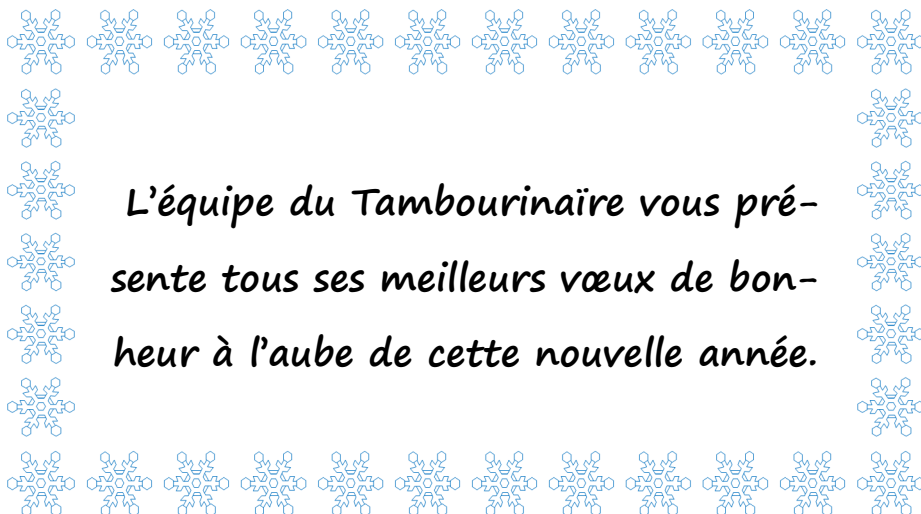 L’équipe du Tambourinaïre vous pré-
sente tous ses meilleurs vœux de bon-
heur à l’aube de cette nouvelle année.